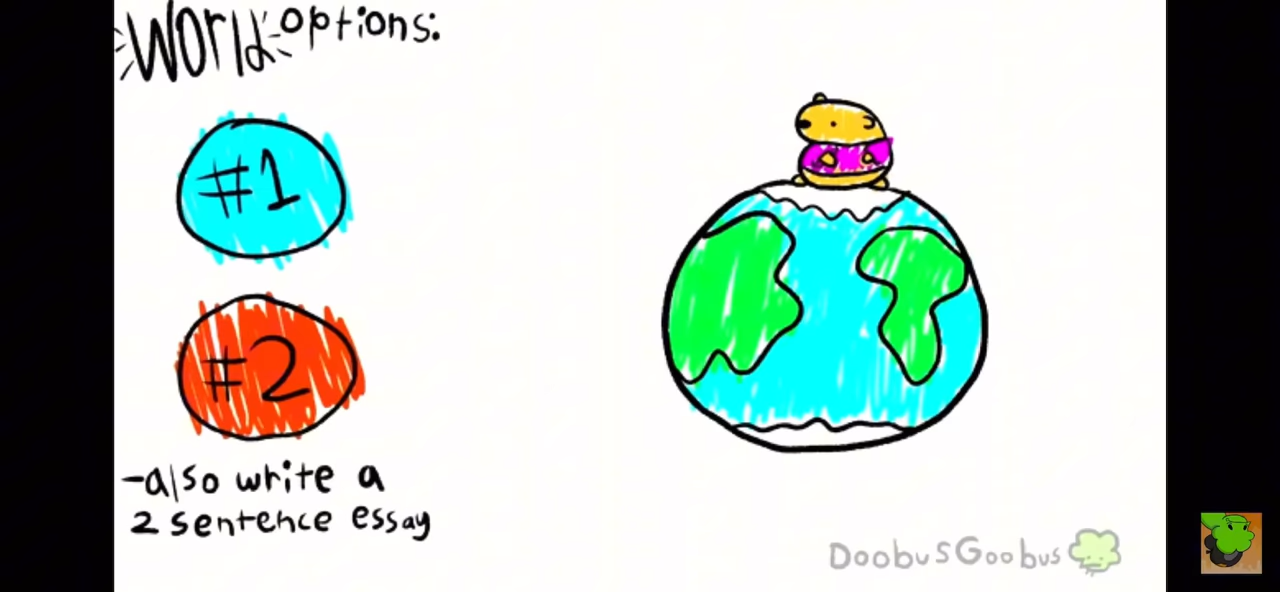 World options:
#1
#2
-also write a
2 sentence essay
DoobusGoobus